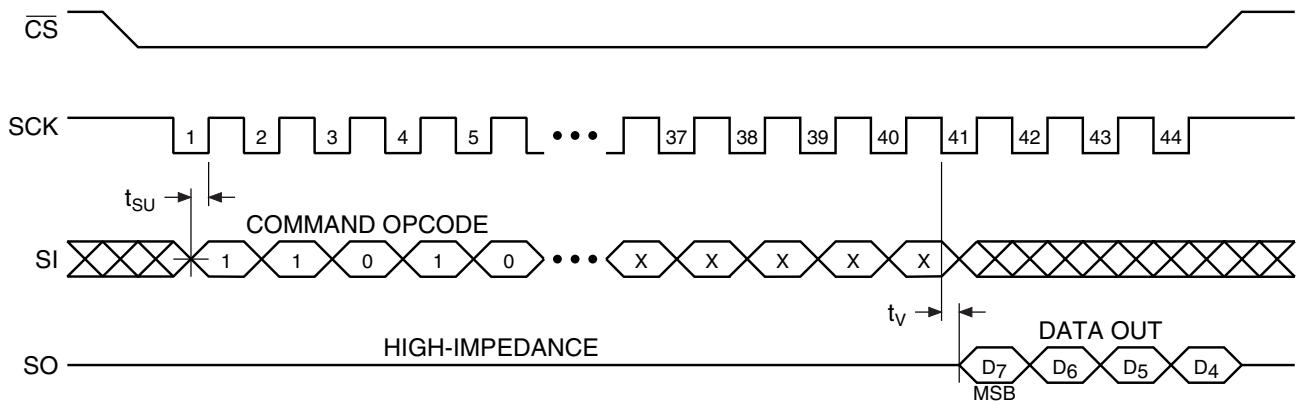 CS
SCK 1 2 3 4 5 ••• 37 38 39 40 41 42 43 44
tSU
COMMAND OPCODE
SI 1 1 0 1 0 ••• X X X X X
tV
DATA OUT
HIGH-IMPEDANCE
SO D7 D6 D5 D4
MSB